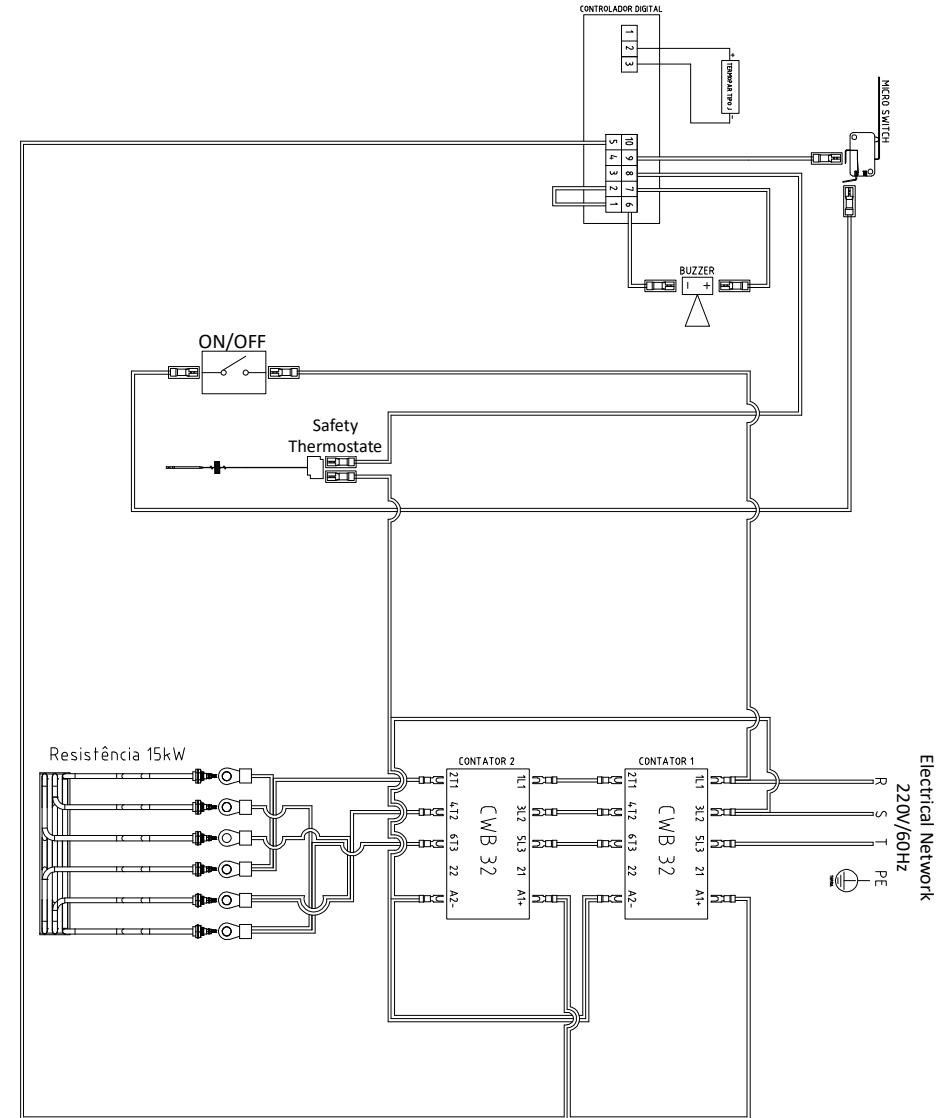 CONTROLADOR DIGITAL
1
2
3
+
TERMOPAR TIPO J
-
MICRO SWITCH
5 10
4 9
3 8
2 7
1 6
BUZZER
- +
ON/OFF
Safety
Thermostate
Electrical Network
220V/60Hz
Resistência 15kW
CONTATOR 2
CONTATOR 1
2T1
1L1
2T1
1L1
R
4T2
3L2
4T2
3L2
S
6T3
5L3
6T3
5L3
T
CWB 32
CWB 32
22
21
22
21
PE
A2-
A1+
A2-
A1+